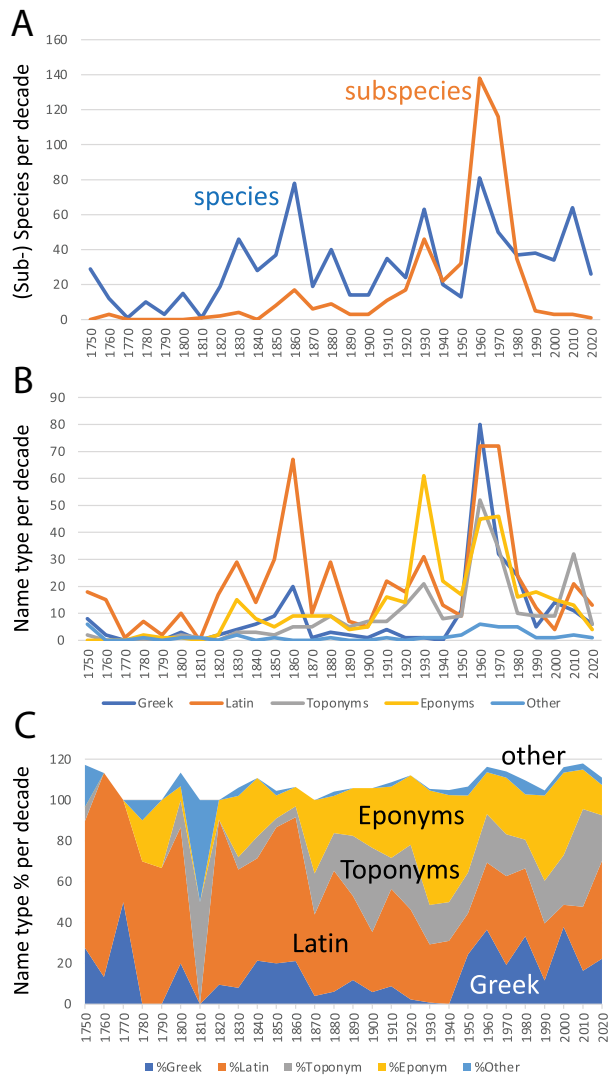 A
(Sub-) Species per decade
160
140
120
100
80
60
40
20
0
subspecies
species
1750 1760 1770 1780 1790 1800 1810 1820 1830 1840 1850 1860 1870 1880 1890 1900 1910 1920 1930 1940 1950 1960 1970 1980 1990 2000 2010 2020
B
Name type per decade
90
80
70
60
50
40
30
20
10
0
1750 1760 1770 1780 1790 1800 1810 1820 1830 1840 1850 1860 1870 1880 1890 1900 1910 1920 1930 1940 1950 1960 1970 1980 1990 2000 2010 2020
Greek Latin Toponyms Eponyms Other
C
Name type % per decade
120
100
80
60
40
20
0
other
Eponyms
Toponyms
Latin
Greek
1750 1760 1770 1780 1790 1800 1810 1820 1830 1840 1850 1860 1870 1880 1890 1900 1910 1920 1930 1940 1950 1960 1970 1980 1990 2000 2010 2020
%Greek %Latin %Toponym %Eponym %Other